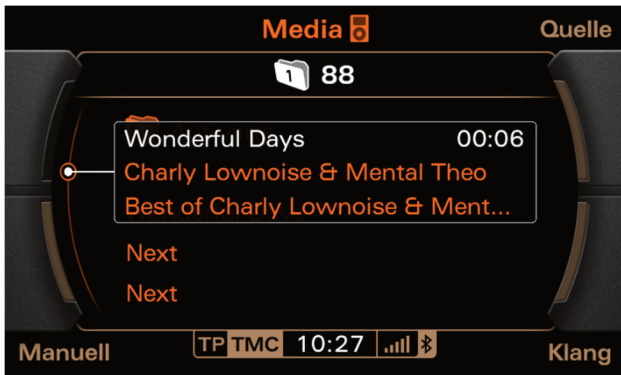 Media
Quelle
1 88
Wonderful Days 00:06
Charly Lownoise & Mental Theo
Best of Charly Lownoise & Ment...
Next
Next
Manuell
TP TMC 10:27
Klang